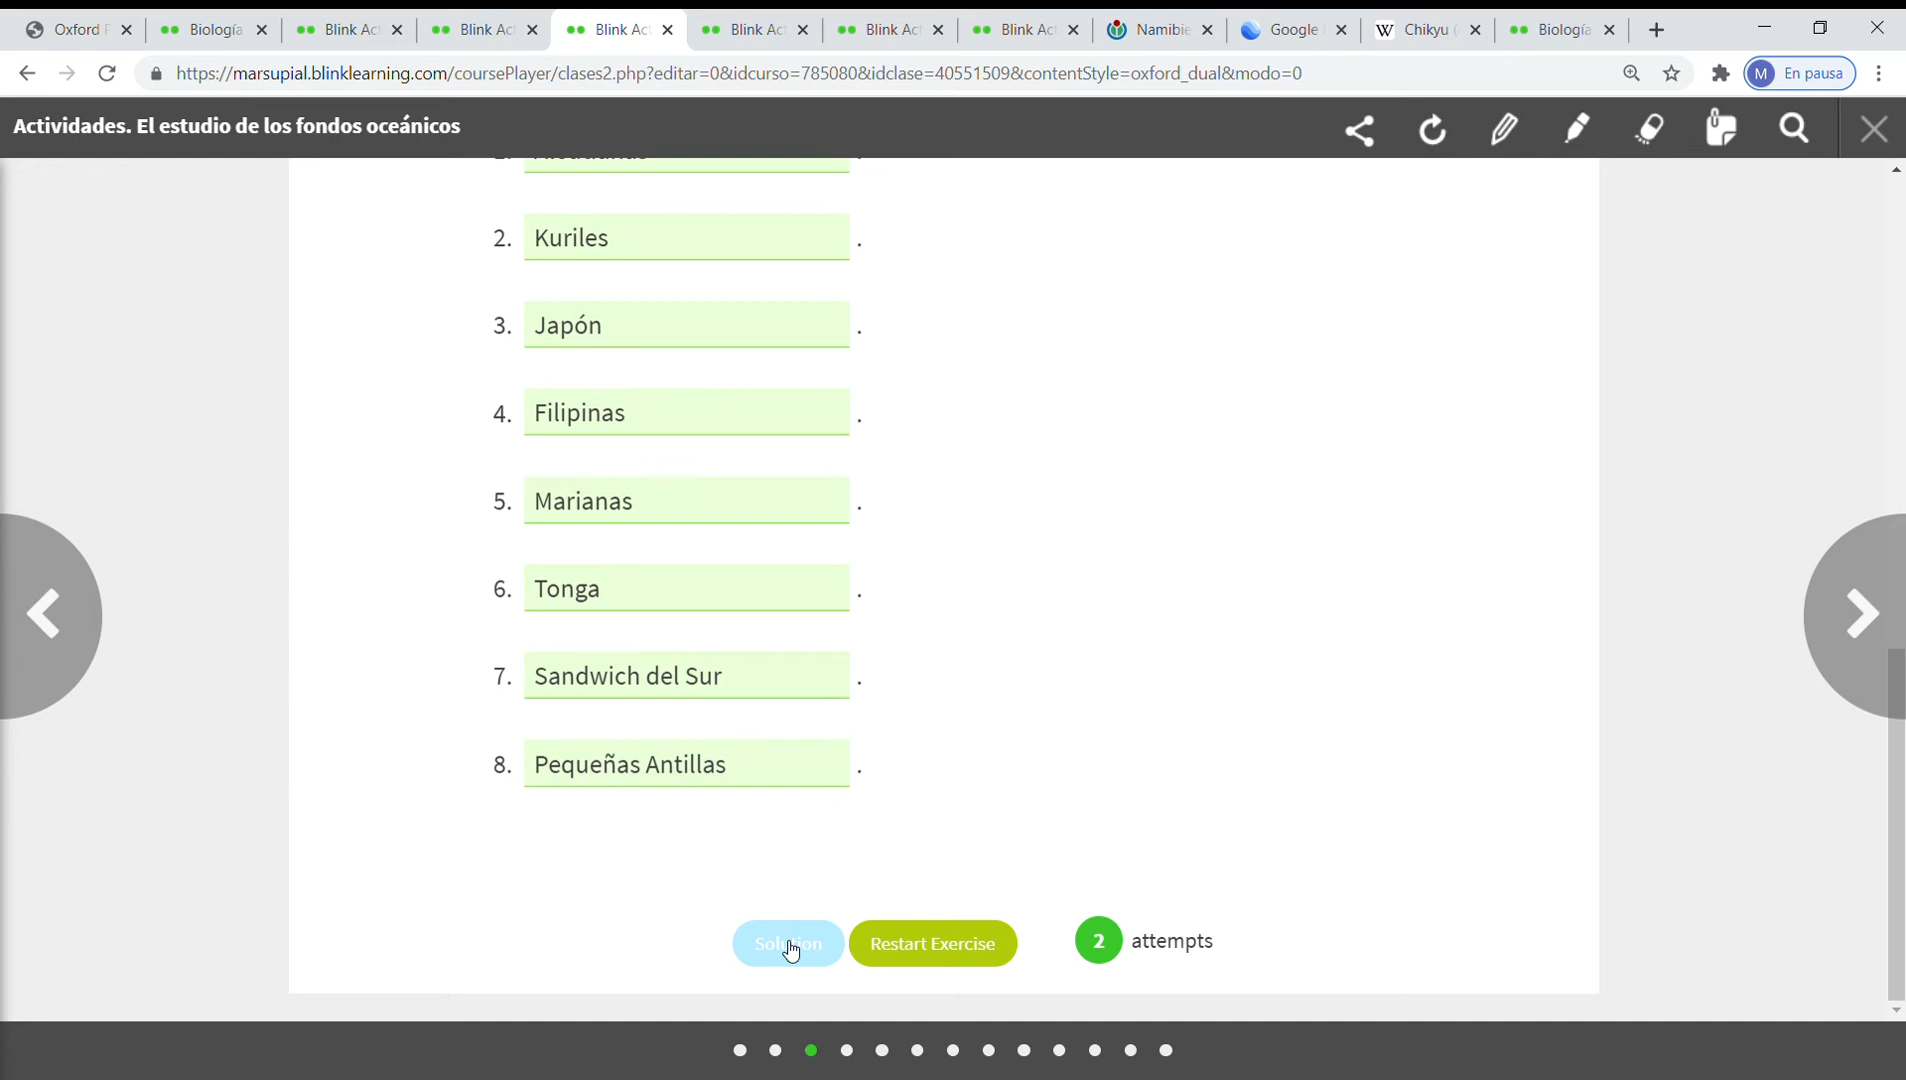 Oxford
Biología
Blink Ac
Blink Ac
Blink Ac
Blink Ac
Blink Ac
Blink Ac
Namibie
Google
W
Chikyu
Biología
https://marsupial.blinklearning.com/coursePlayer/clases2.php?editar=0&idcurso=785080&idclase=40551509&contentStyle=oxford_dual&modo=0
M En pausa
Actividades. El estudio de los fondos oceánicos
2. Kuriles .
3. Japón .
4. Filipinas .
5. Marianas .
6. Tonga .
7. Sandwich del Sur .
8. Pequeñas Antillas .
Solution Restart Exercise 2 attempts